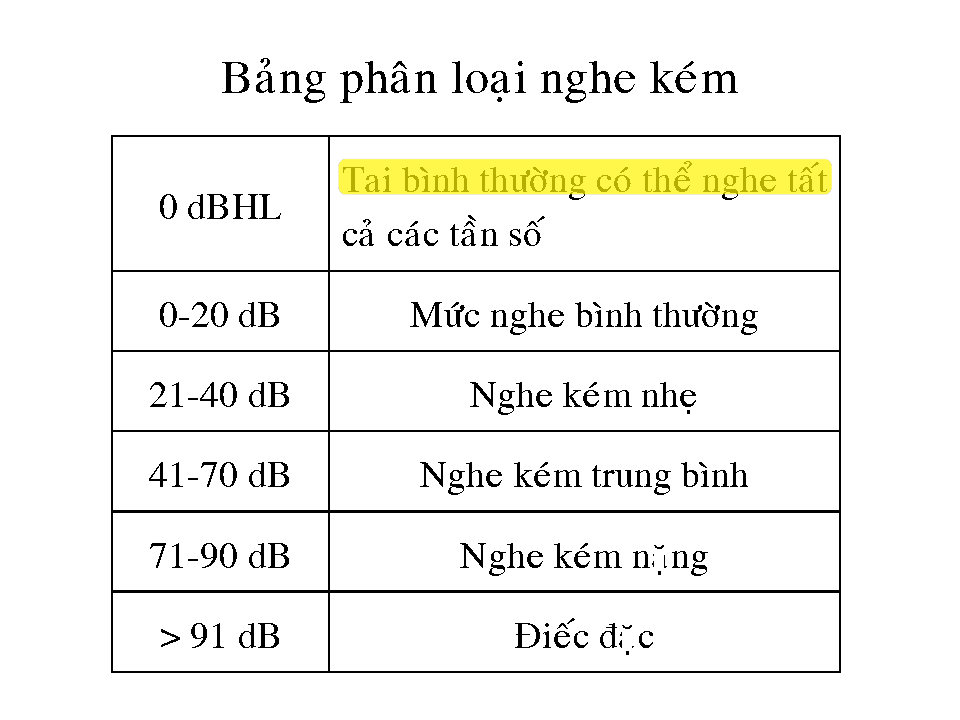 Bảng phân loại nghe kém
0 dBHL
Tai bình thường có thể nghe tất
cả các tần số
0-20 dB
Mức nghe bình thường
21-40 dB
Nghe kém nhẹ
41-70 dB
Nghe kém trung bình
71-90 dB
Nghe kém nặng
> 91 dB
Điếc đặc